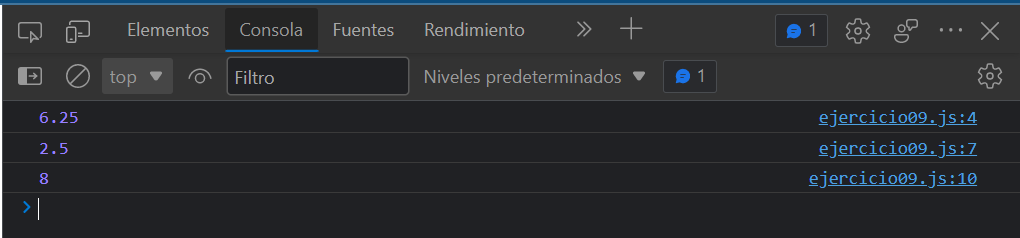 Elementos Consola Fuentes Rendimiento 1
top Filtro Niveles predeterminados 1
6.25 ejercicio09.js:4
2.5 ejercicio09.js:7
8 ejercicio09.js:10